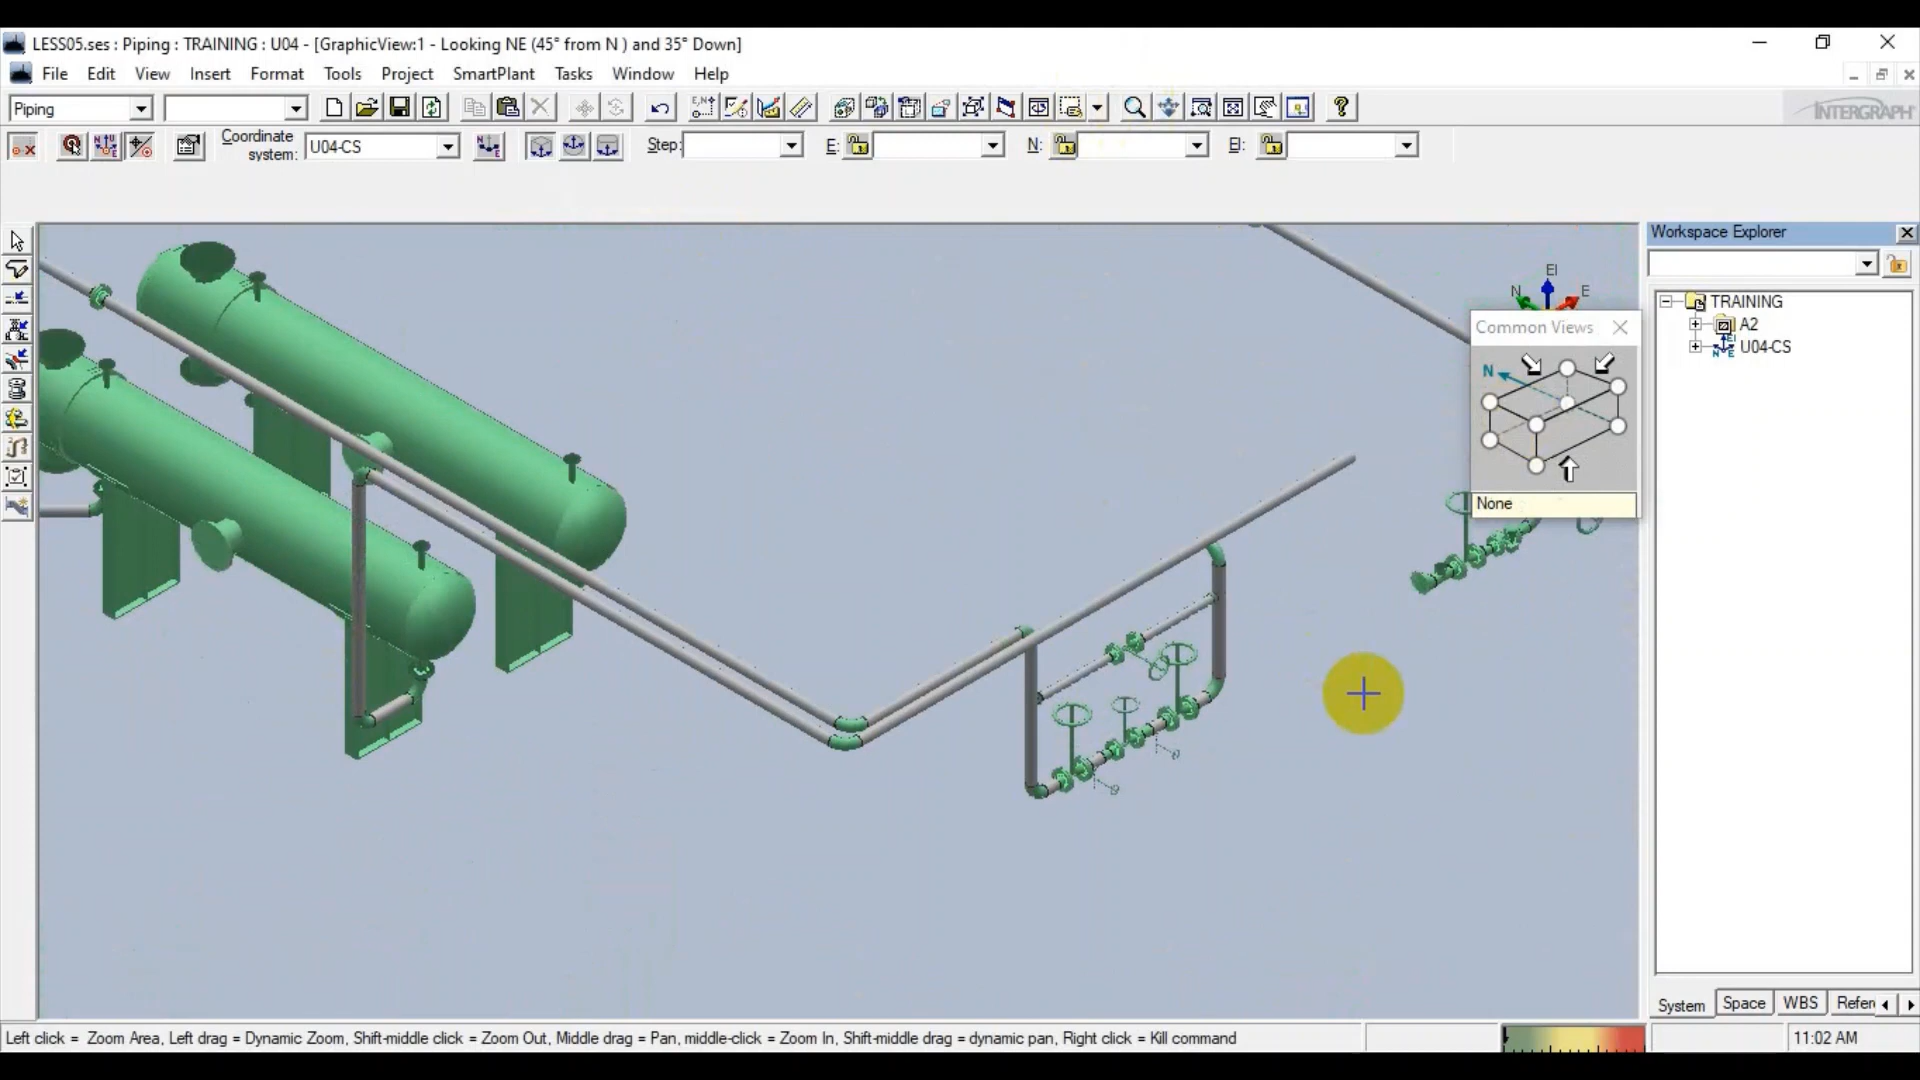 LESS05.ses : Piping : TRAINING : U04 - [GraphicView:1 - Looking NE (45° from N ) and 35° Down]
File Edit View Insert Format Tools Project SmartPlant Tasks Window Help
Piping
INTERGRAPH
Coordinate system: U04-CS Step: E: N: El:
Workspace Explorer
El
N E
TRAINING
A2
U04-CS
Common Views
N
None
System Space WBS Refer
Left click = Zoom Area, Left drag = Dynamic Zoom, Shift-middle click = Zoom Out, Middle drag = Pan, middle-click = Zoom In, Shift-middle drag = dynamic pan, Right click = Kill command
11:02 AM